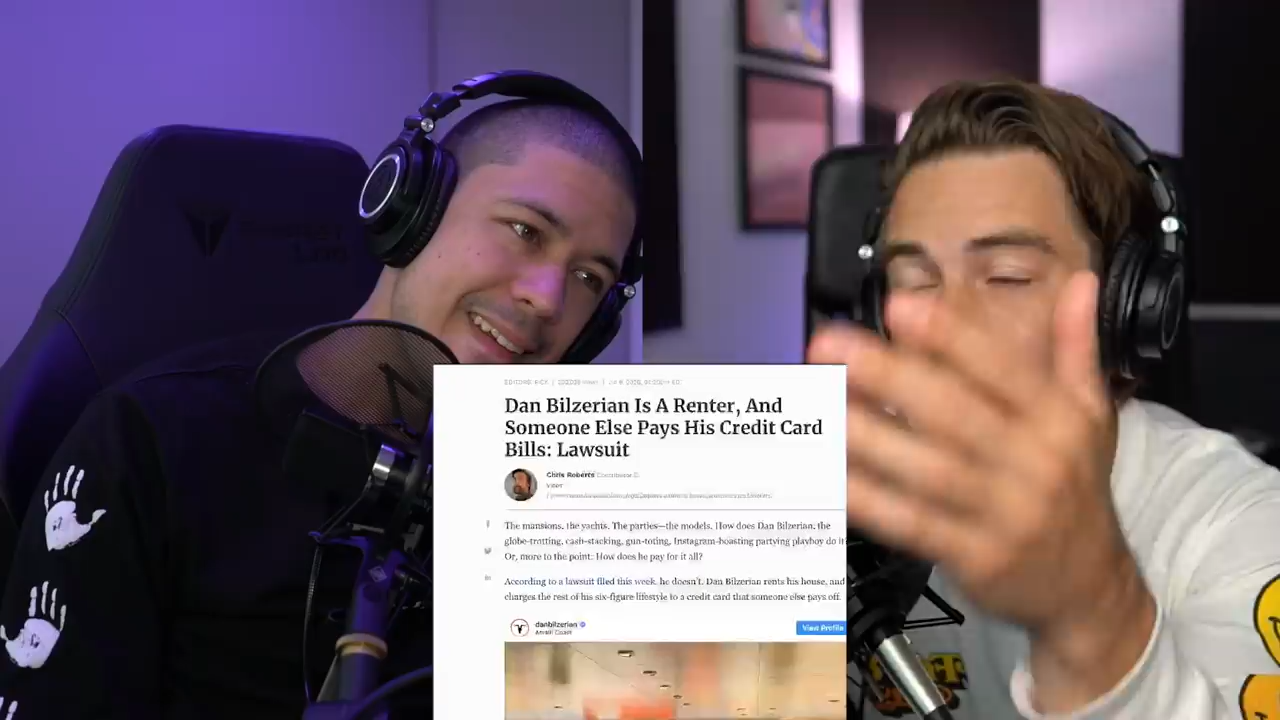 Dan Bilzerian Is A Renter, And
Someone Else Pays His Credit Card
Bills: Lawsuit
Chris Roberts
The mansions, the yachts. The parties—the models. How does Dan Bilzerian, the
globe-trotting, cash-stacking, gun-toting, Instagram-boasting partying playboy do it
Or, more to the point: How does he pay for it all?
According to a lawsuit filed this week, he doesn't. Dan Bilzerian rents his house, and
charges the rest of his six-figure lifestyle to a credit card that someone else pays off.
danbilzerian
View Profile